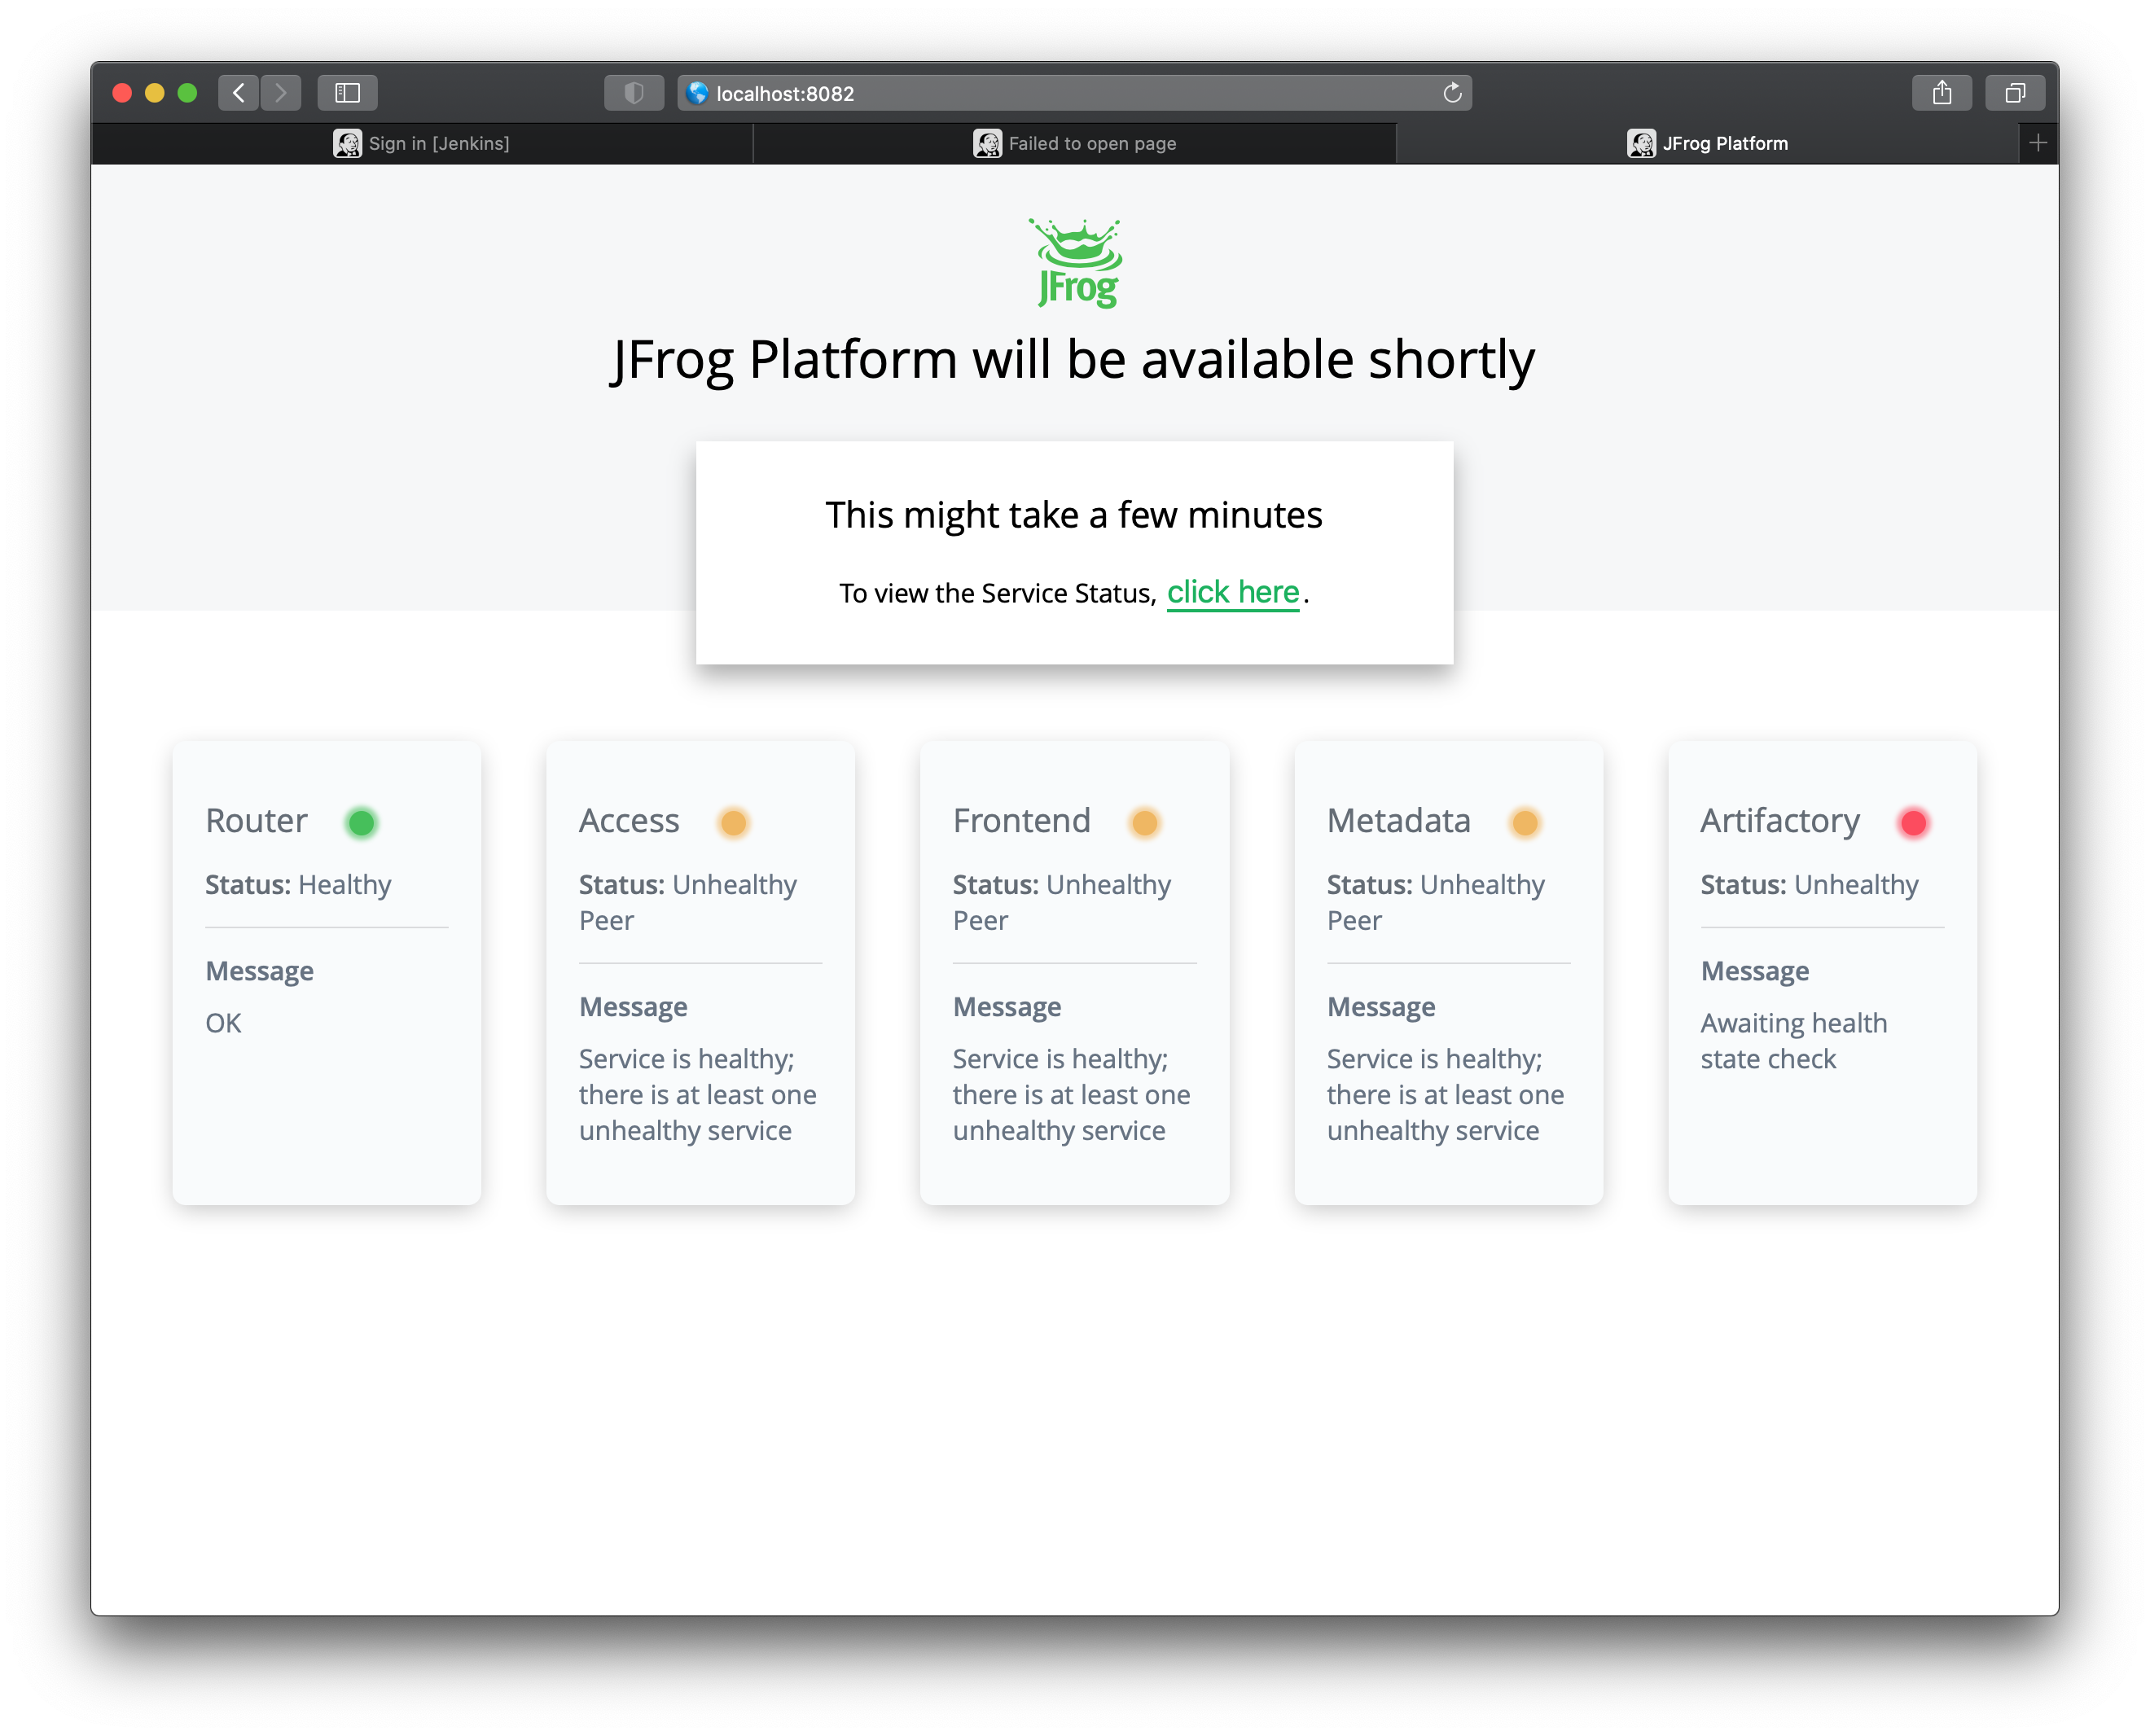 localhost:8082
Sign in [Jenkins]
Failed to open page
JFrog Platform
JFrog
JFrog Platform will be available shortly
This might take a few minutes
To view the Service Status, click here.
Router
Status: Healthy
Message
OK
Access
Status: Unhealthy
Peer
Message
Service is healthy;
there is at least one
unhealthy service
Frontend
Status: Unhealthy
Peer
Message
Service is healthy;
there is at least one
unhealthy service
Metadata
Status: Unhealthy
Peer
Message
Service is healthy;
there is at least one
unhealthy service
Artifactory
Status: Unhealthy
Message
Awaiting health
state check